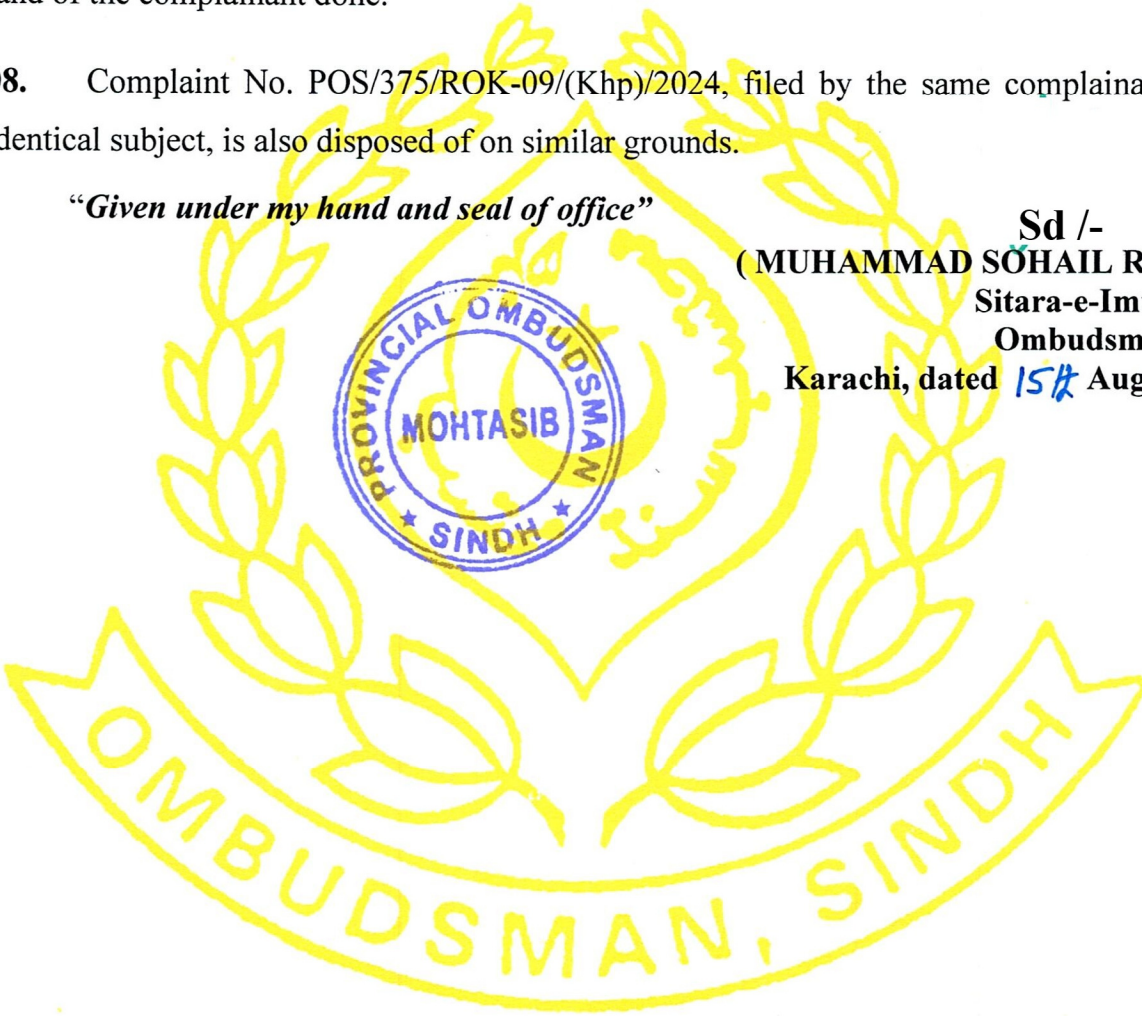 and of the complainant done.
08. Complaint No. POS/375/ROK-09/(Khp)/2024, filed by the same complaina
dentical subject, is also disposed of on similar grounds.
“Given under my hand and seal of office”
Sd /-
( MUHAMMAD SOHAIL R
Sitara-e-Im
Ombudsm
Karachi, dated 15th Aug
PROVINCIAL OMBUDSMAN
MOHTASIB
★ SINDH ★
OMBUDSMAN, SINDH